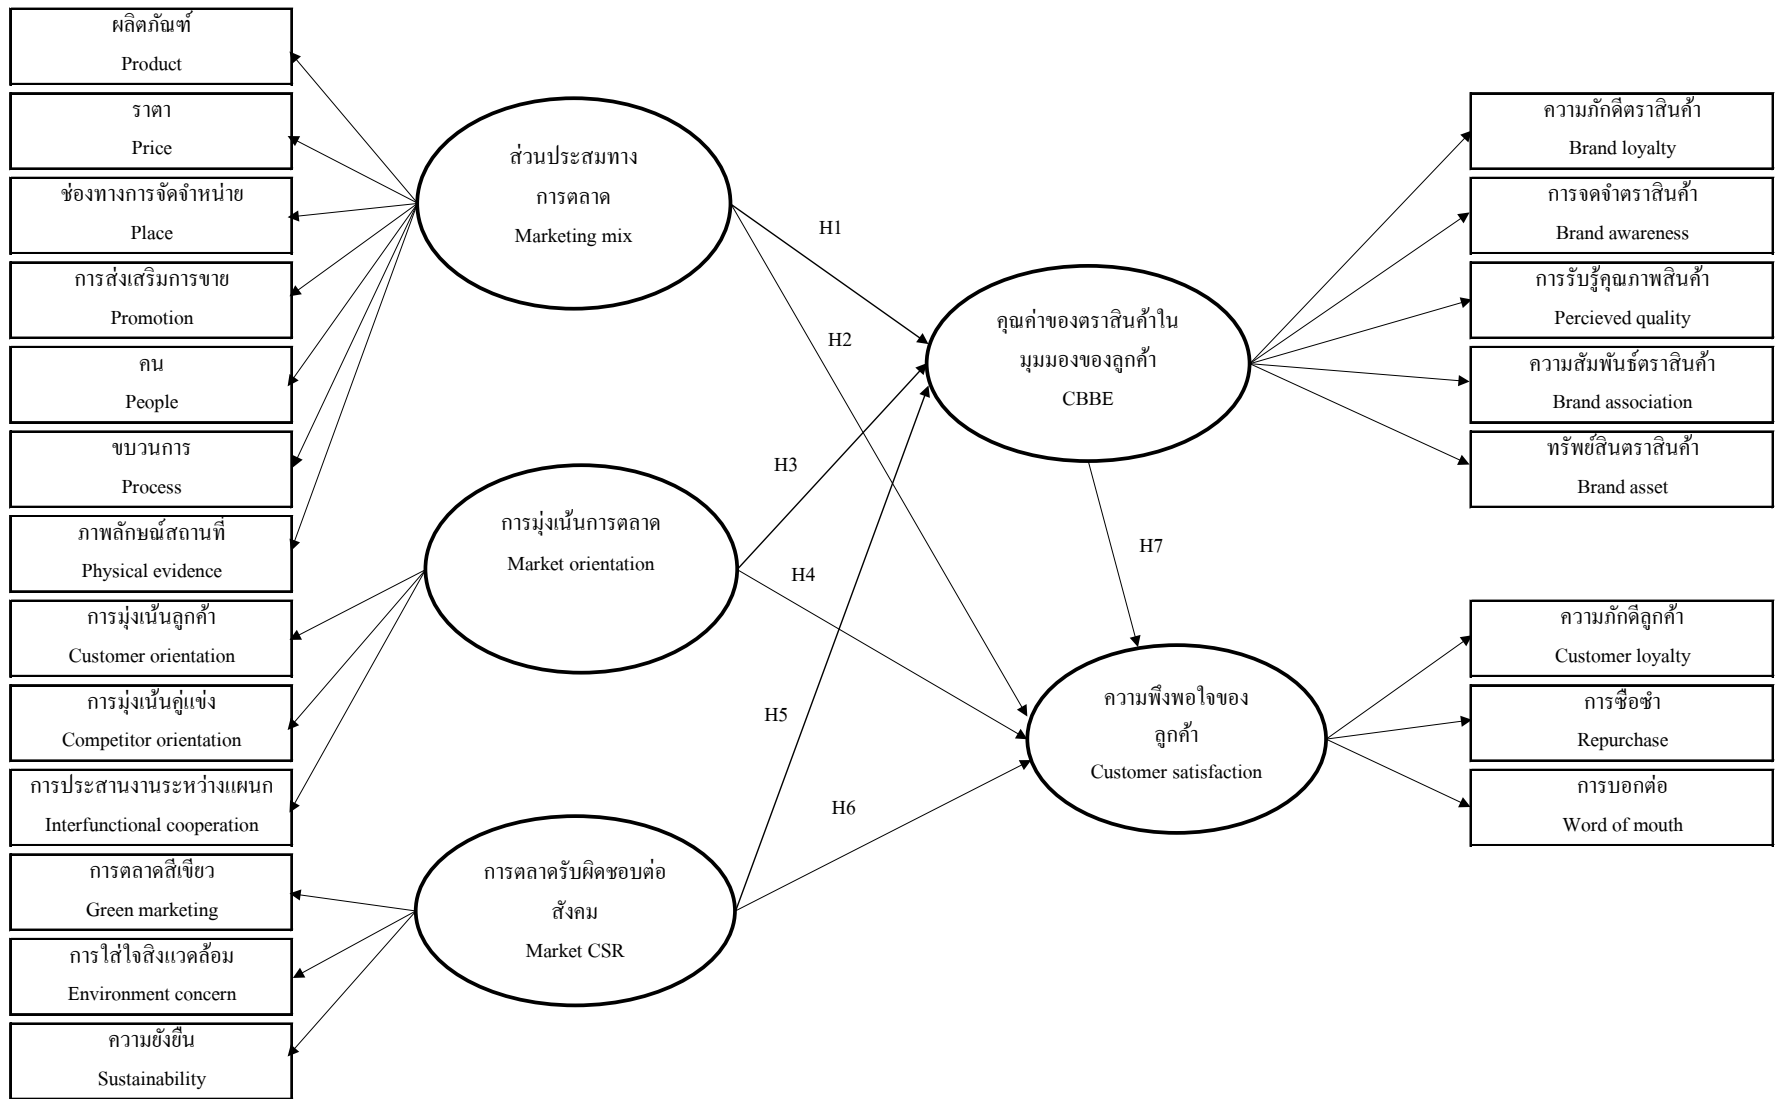 ผลิตภัณฑ์
Product
ราตา
Price
ช่องทางการจัดจำหน่าย
Place
การส่งเสริมการขาย
Promotion
คน
People
ขบวนการ
Process
ภาพลักษณ์สถานที่
Physical evidence
การมุ่งเน้นลูกค้า
Customer orientation
การมุ่งเน้นคู่แข่ง
Competitor orientation
การประสานงานระหว่างแผนก
Interfunctional cooperation
การตลาดสีเขียว
Green marketing
การใส่ใจสิ่งแวดล้อม
Environment concern
ความยั่งยืน
Sustainability
ส่วนประสมทาง
การตลาด
Marketing mix
การมุ่งเน้นการตลาด
Market orientation
การตลาดรับผิดชอบต่อ
สังคม
Market CSR
H1
H2
H3
H4
H5
H6
H7
คุณค่าของตราสินค้าใน
มุมมองของลูกค้า
CBBE
ความพึงพอใจของ
ลูกค้า
Customer satisfaction
ความภักดีตราสินค้า
Brand loyalty
การจดจำตราสินค้า
Brand awareness
การรับรู้คุณภาพสินค้า
Percieved quality
ความสัมพันธ์ตราสินค้า
Brand association
ทรัพย์สินตราสินค้า
Brand asset
ความภักดีลูกค้า
Customer loyalty
การซื้อซ้ำ
Repurchase
การบอกต่อ
Word of mouth